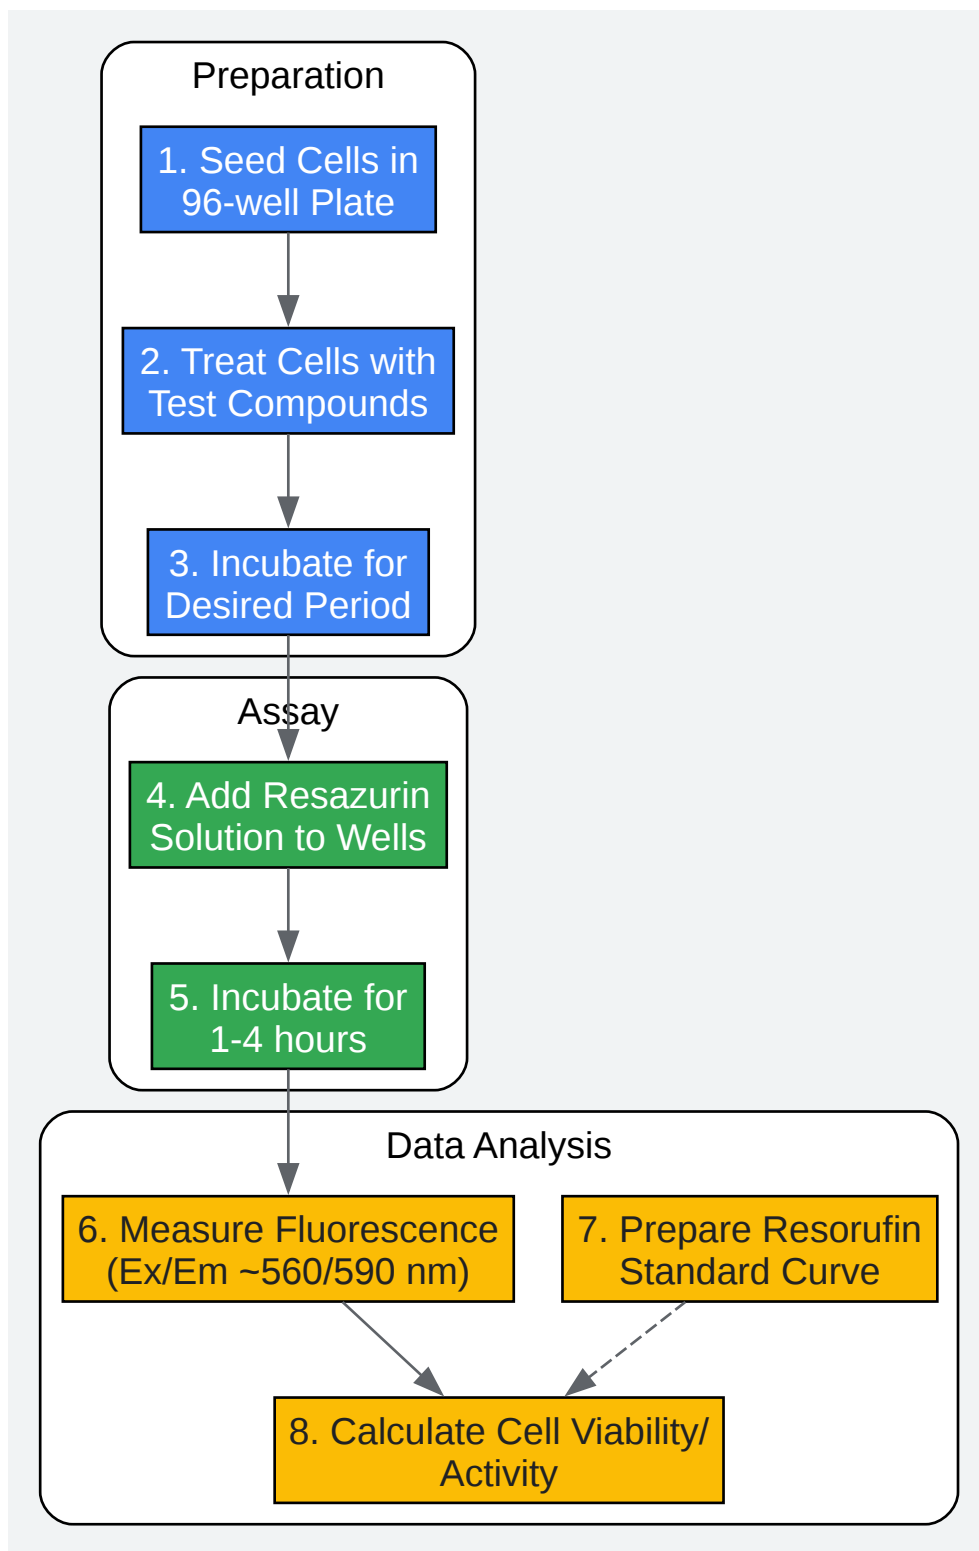 Preparation
1. Seed Cells in
96-well Plate
2. Treat Cells with
Test Compounds
3. Incubate for
Desired Period
Assay
4. Add Resazurin
Solution to Wells
5. Incubate for
1-4 hours
Data Analysis
6. Measure Fluorescence
(Ex/Em ~560/590 nm)
7. Prepare Resorufin
Standard Curve
8. Calculate Cell Viability/
Activity